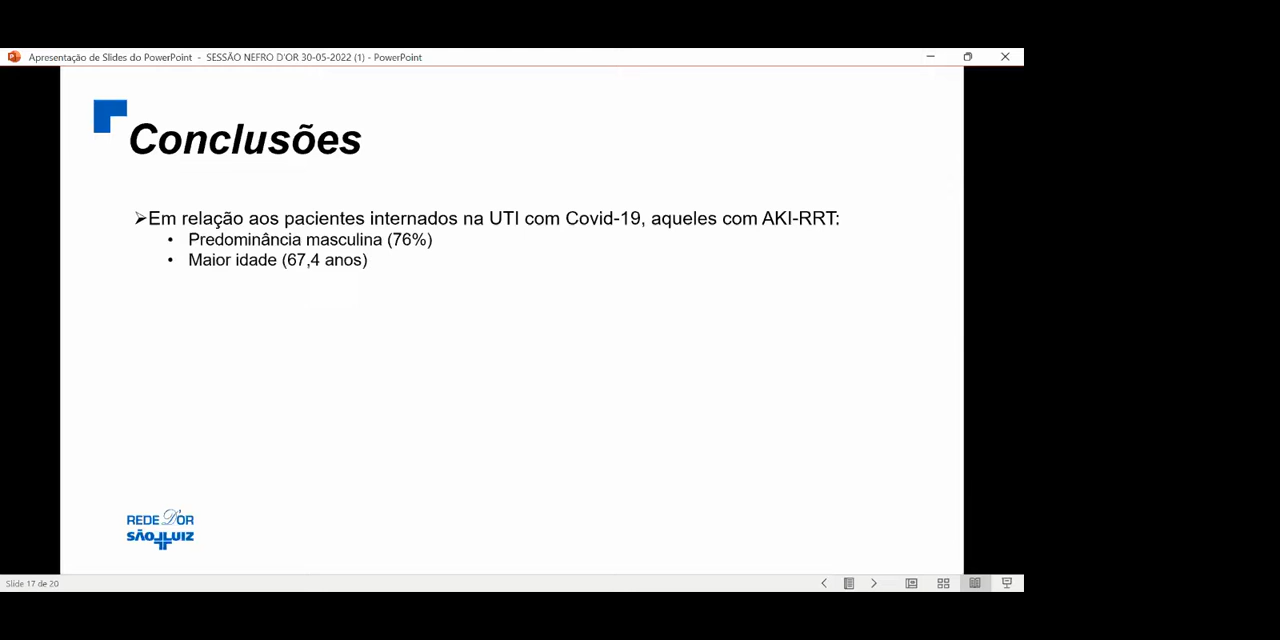 Apresentação de Slides do PowerPoint - SESSÃO NEFRO D'OR 30-05-2022 (1) - PowerPoint
Conclusões
➢Em relação aos pacientes internados na UTI com Covid-19, aqueles com AKI-RRT:
• Predominância masculina (76%)
• Maior idade (67,4 anos)
REDE D'OR
SÃO LUIZ
Slide 17 de 20